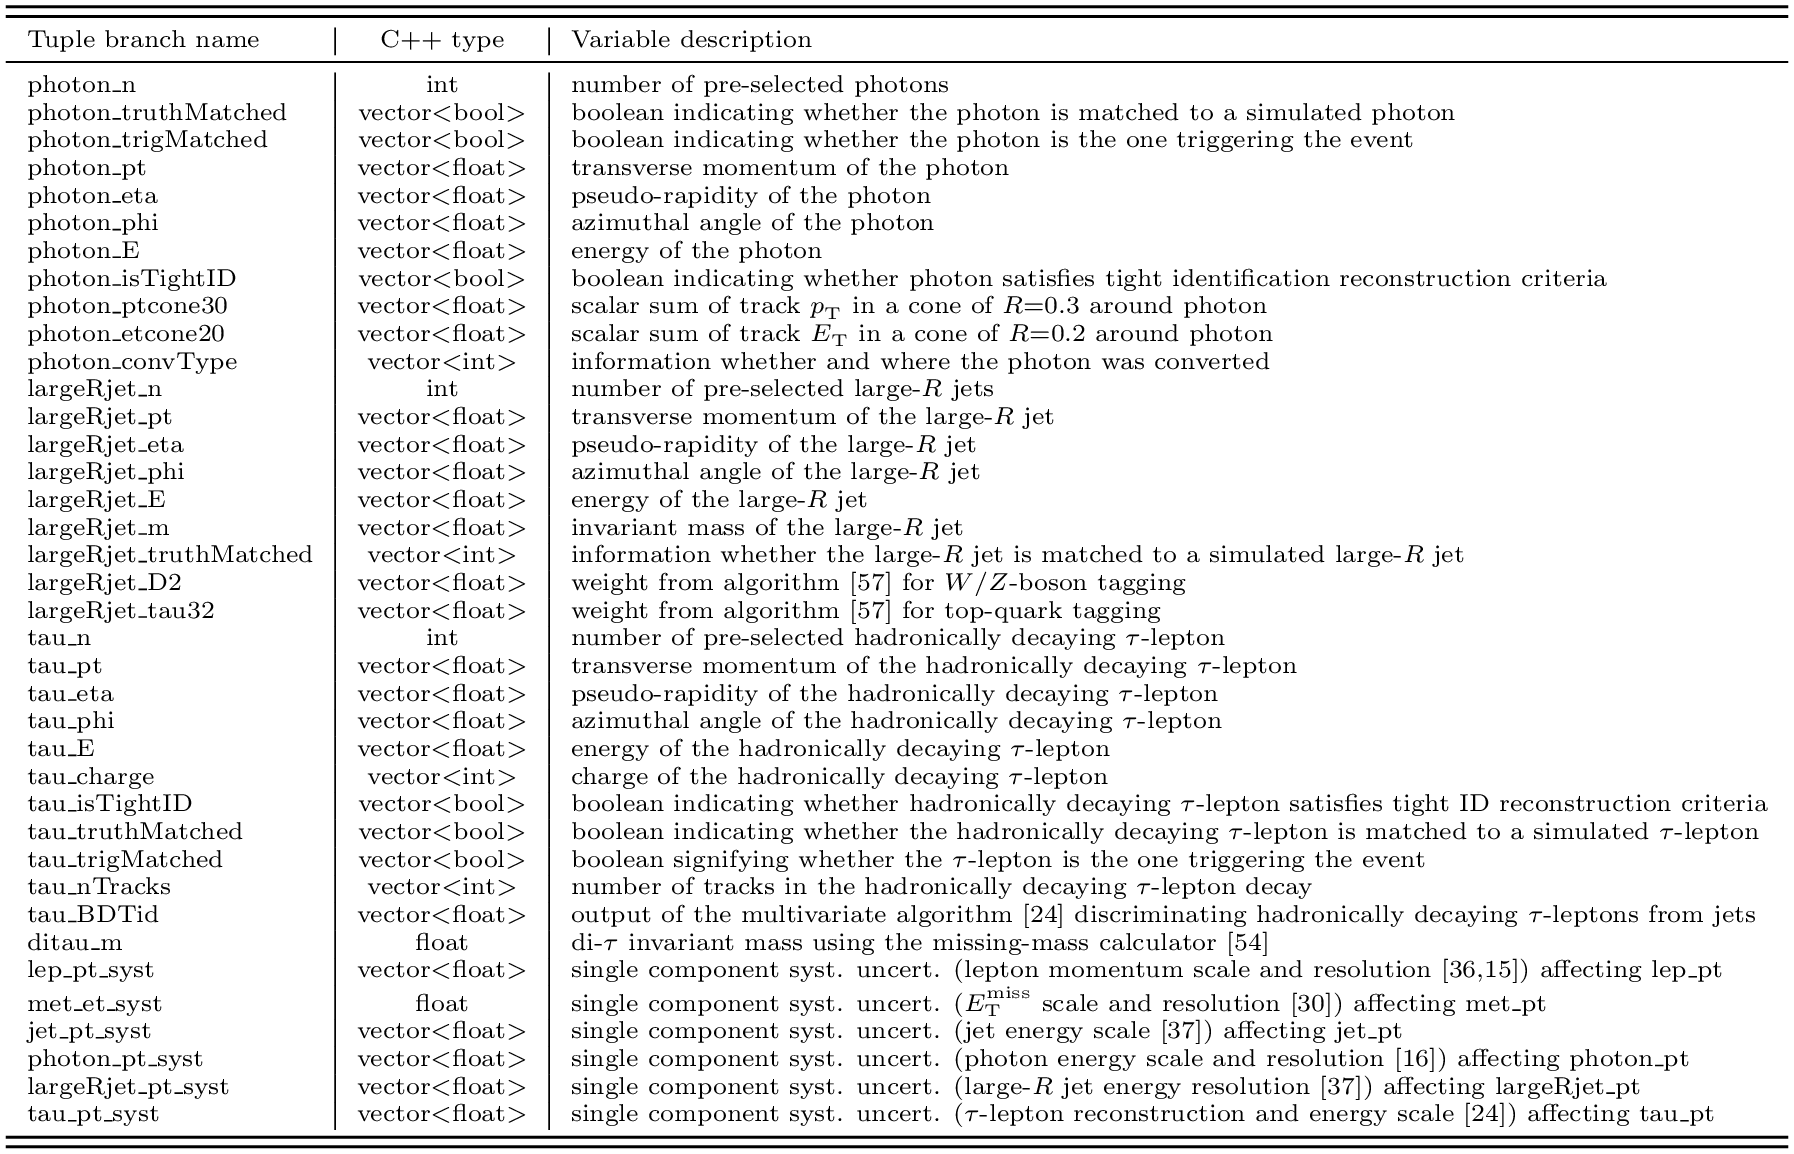 Tuple branch name C++ type Variable description
photon_n int number of pre-selected photons
photon_truthMatched vector<bool> boolean indicating whether the photon is matched to a simulated photon
photon_trigMatched vector<bool> boolean indicating whether the photon is the one triggering the event
photon_pt vector<float> transverse momentum of the photon
photon_eta vector<float> pseudo-rapidity of the photon
photon_phi vector<float> azimuthal angle of the photon
photon_E vector<float> energy of the photon
photon_isTightID vector<bool> boolean indicating whether photon satisfies tight identification reconstruction criteria
photon_ptcone30 vector<float> scalar sum of track pT in a cone of R=0.3 around photon
photon_etcone20 vector<float> scalar sum of track ET in a cone of R=0.2 around photon
photon_convType vector<int> information whether and where the photon was converted
largeRjet_n int number of pre-selected large-R jets
largeRjet_pt vector<float> transverse momentum of the large-R jet
largeRjet_eta vector<float> pseudo-rapidity of the large-R jet
largeRjet_phi vector<float> azimuthal angle of the large-R jet
largeRjet_E vector<float> energy of the large-R jet
largeRjet_m vector<float> invariant mass of the large-R jet
largeRjet_truthMatched vector<int> information whether the large-R jet is matched to a simulated large-R jet
largeRjet_D2 vector<float> weight from algorithm [57] for W/Z-boson tagging
largeRjet_tau32 vector<float> weight from algorithm [57] for top-quark tagging
tau_n int number of pre-selected hadronically decaying τ-lepton
tau_pt vector<float> transverse momentum of the hadronically decaying τ-lepton
tau_eta vector<float> pseudo-rapidity of the hadronically decaying τ-lepton
tau_phi vector<float> azimuthal angle of the hadronically decaying τ-lepton
tau_E vector<float> energy of the hadronically decaying τ-lepton
tau_charge vector<int> charge of the hadronically decaying τ-lepton
tau_isTightID vector<bool> boolean indicating whether hadronically decaying τ-lepton satisfies tight ID reconstruction criteria
tau_truthMatched vector<bool> boolean indicating whether the hadronically decaying τ-lepton is matched to a simulated τ-lepton
tau_trigMatched vector<bool> boolean signifying whether the τ-lepton is the one triggering the event
tau_nTracks vector<int> number of tracks in the hadronically decaying τ-lepton decay
tau_BDTid vector<float> output of the multivariate algorithm [24] discriminating hadronically decaying τ-leptons from jets
ditau_m float di-τ invariant mass using the missing-mass calculator [54]
lep_pt_syst vector<float> single component syst. uncert. (lepton momentum scale and resolution [36,15]) affecting lep_pt
met_et_syst float single component syst. uncert. (ETmiss scale and resolution [30]) affecting met_pt
jet_pt_syst vector<float> single component syst. uncert. (jet energy scale [37]) affecting jet_pt
photon_pt_syst vector<float> single component syst. uncert. (photon energy scale and resolution [16]) affecting photon_pt
largeRjet_pt_syst vector<float> single component syst. uncert. (large-R jet energy resolution [37]) affecting largeRjet_pt
tau_pt_syst vector<float> single component syst. uncert. (τ-lepton reconstruction and energy scale [24]) affecting tau_pt